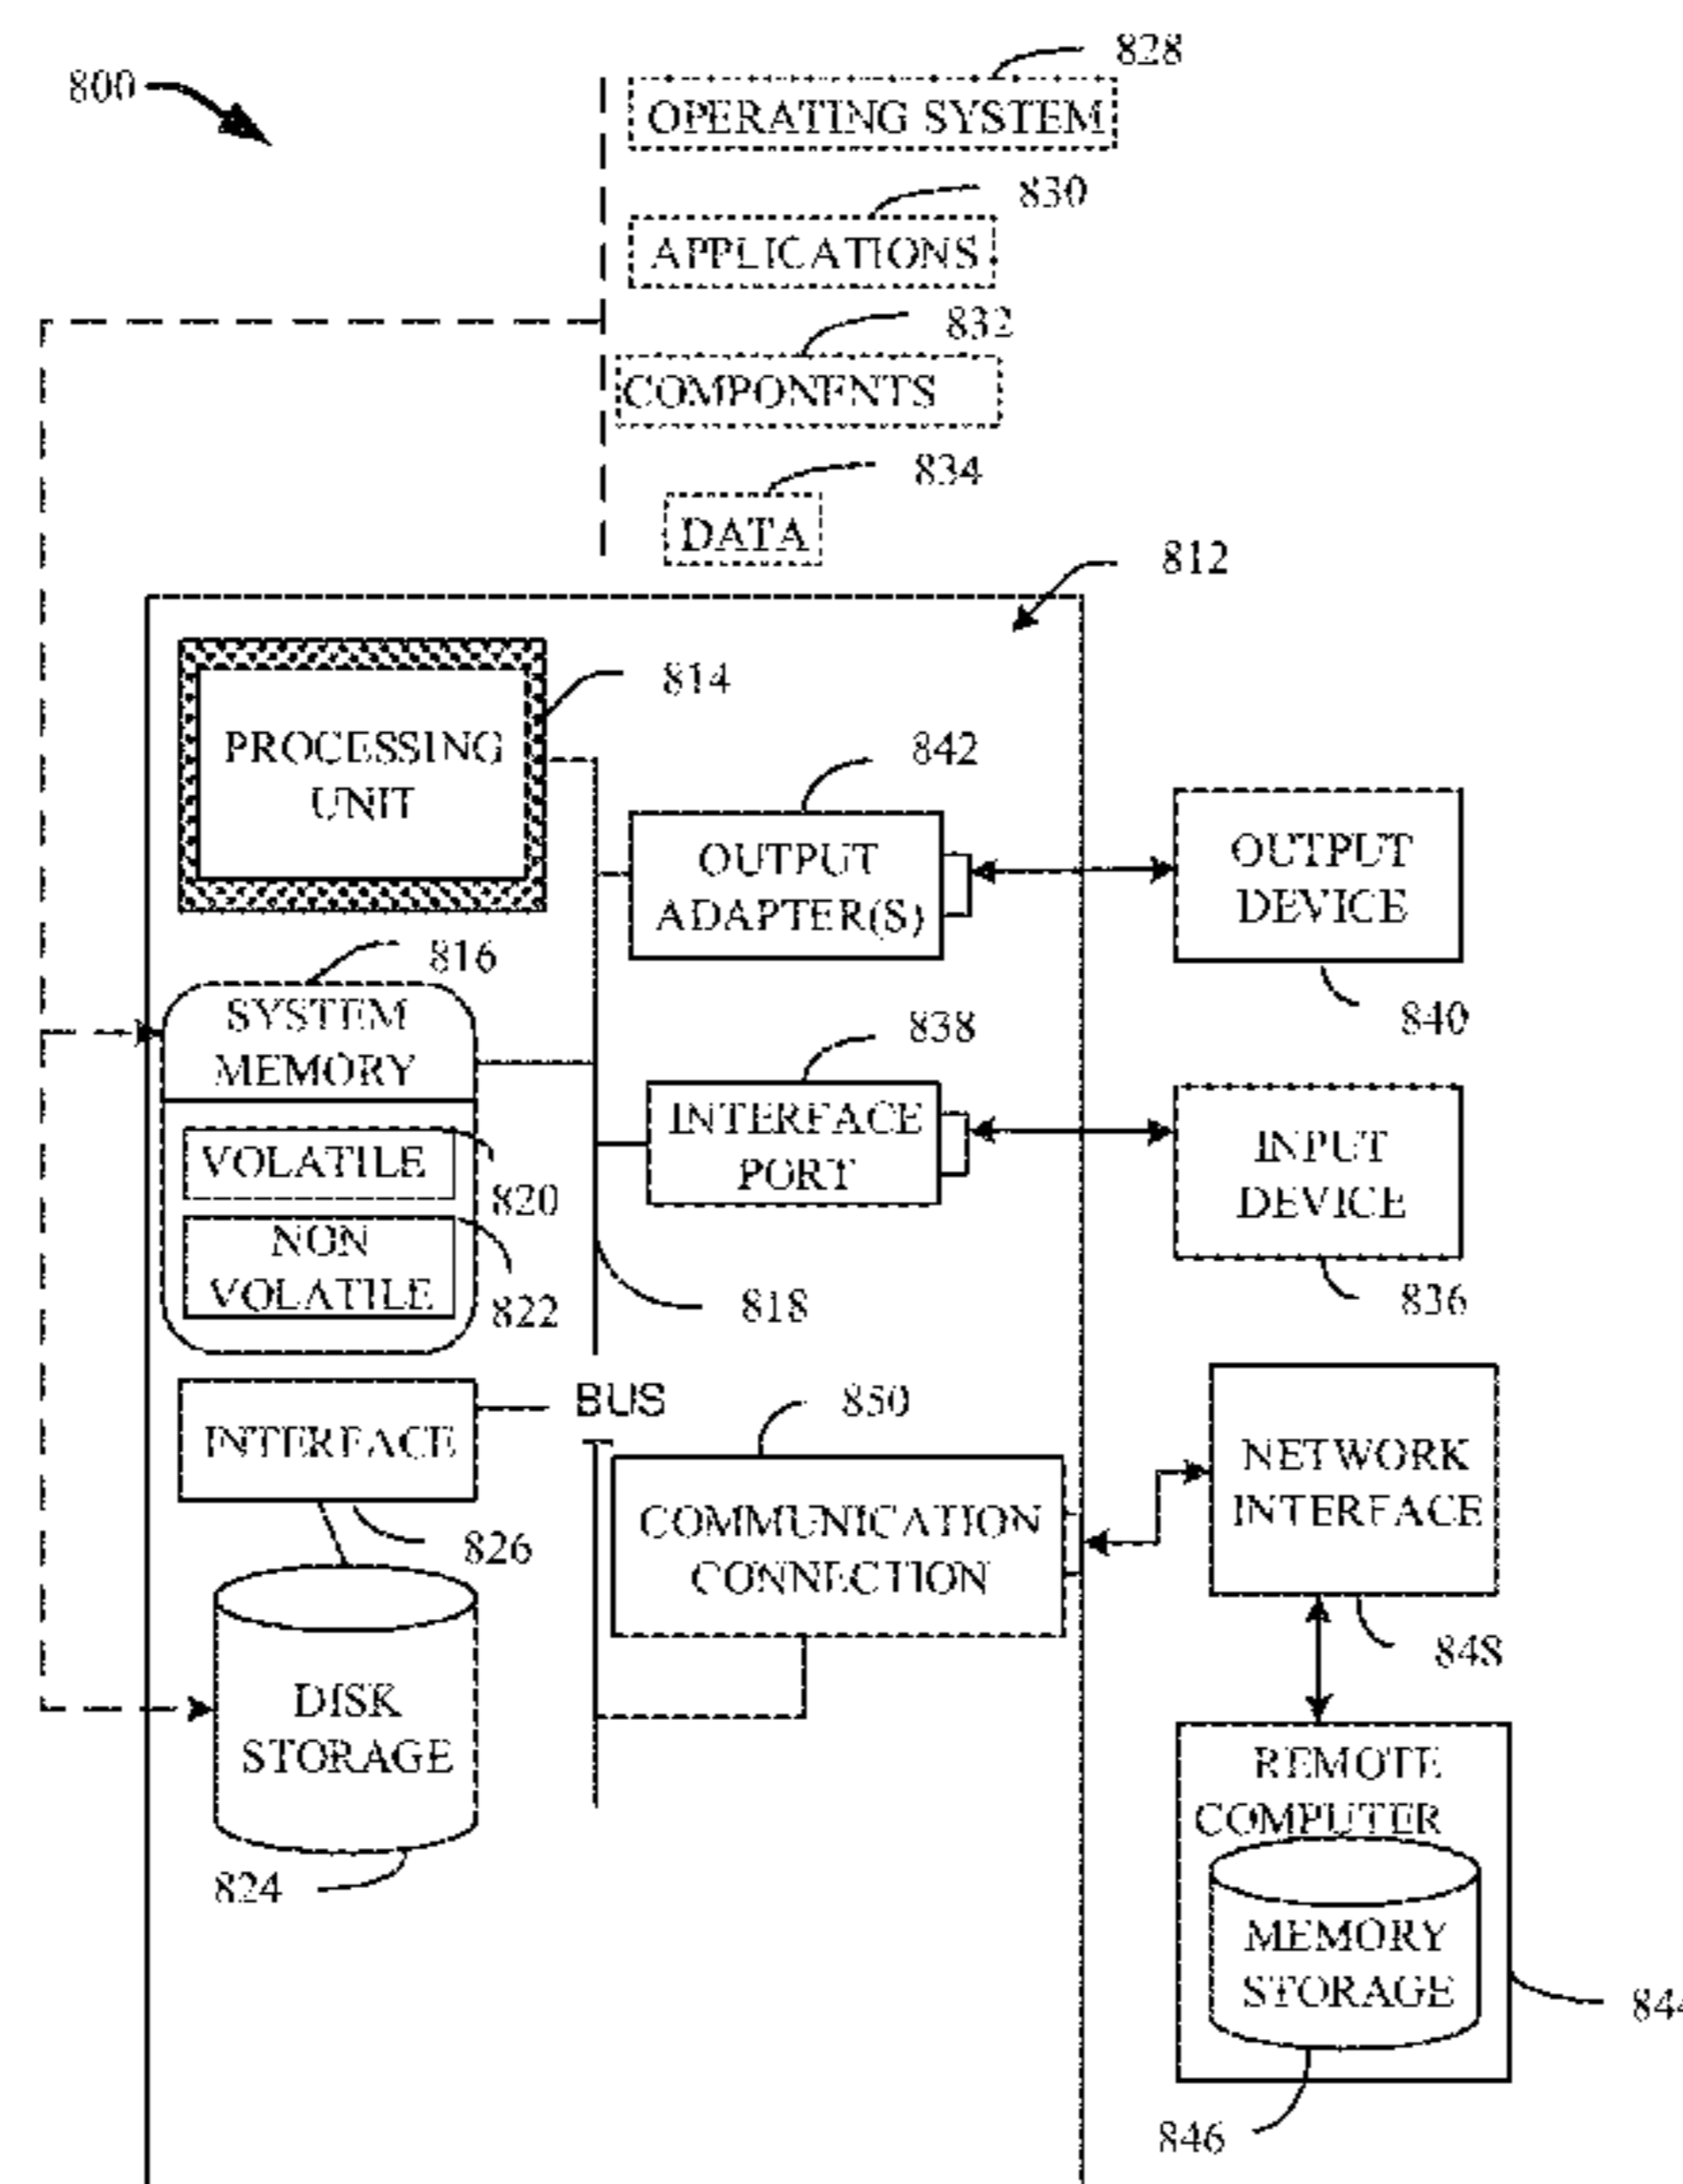 828
800
OPERATING SYSTEM
830
APPLICATIONS
832
COMPONENTS
834
DATA
812
814
PROCESSING
UNIT
842
OUTPUT
ADAPTER(S)
OUTPUT
DEVICE
840
816
SYSTEM
MEMORY
838
INTERFACE
PORT
INPUT
DEVICE
836
VOLATILE
820
NON
VOLATILE
822
818
BUS
850
INTERFACE
826
COMMUNICATION
CONNECTION
NETWORK
INTERFACE
848
DISK
STORAGE
824
REMOTE
COMPUTER
MEMORY
STORAGE
844
846